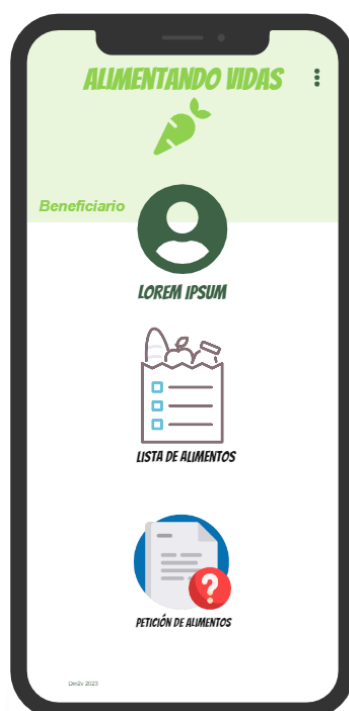 ALIMENTANDO VIDAS
Beneficiario
LOREM IPSUM
LISTA DE ALIMENTOS
?
PETICIÓN DE ALIMENTOS